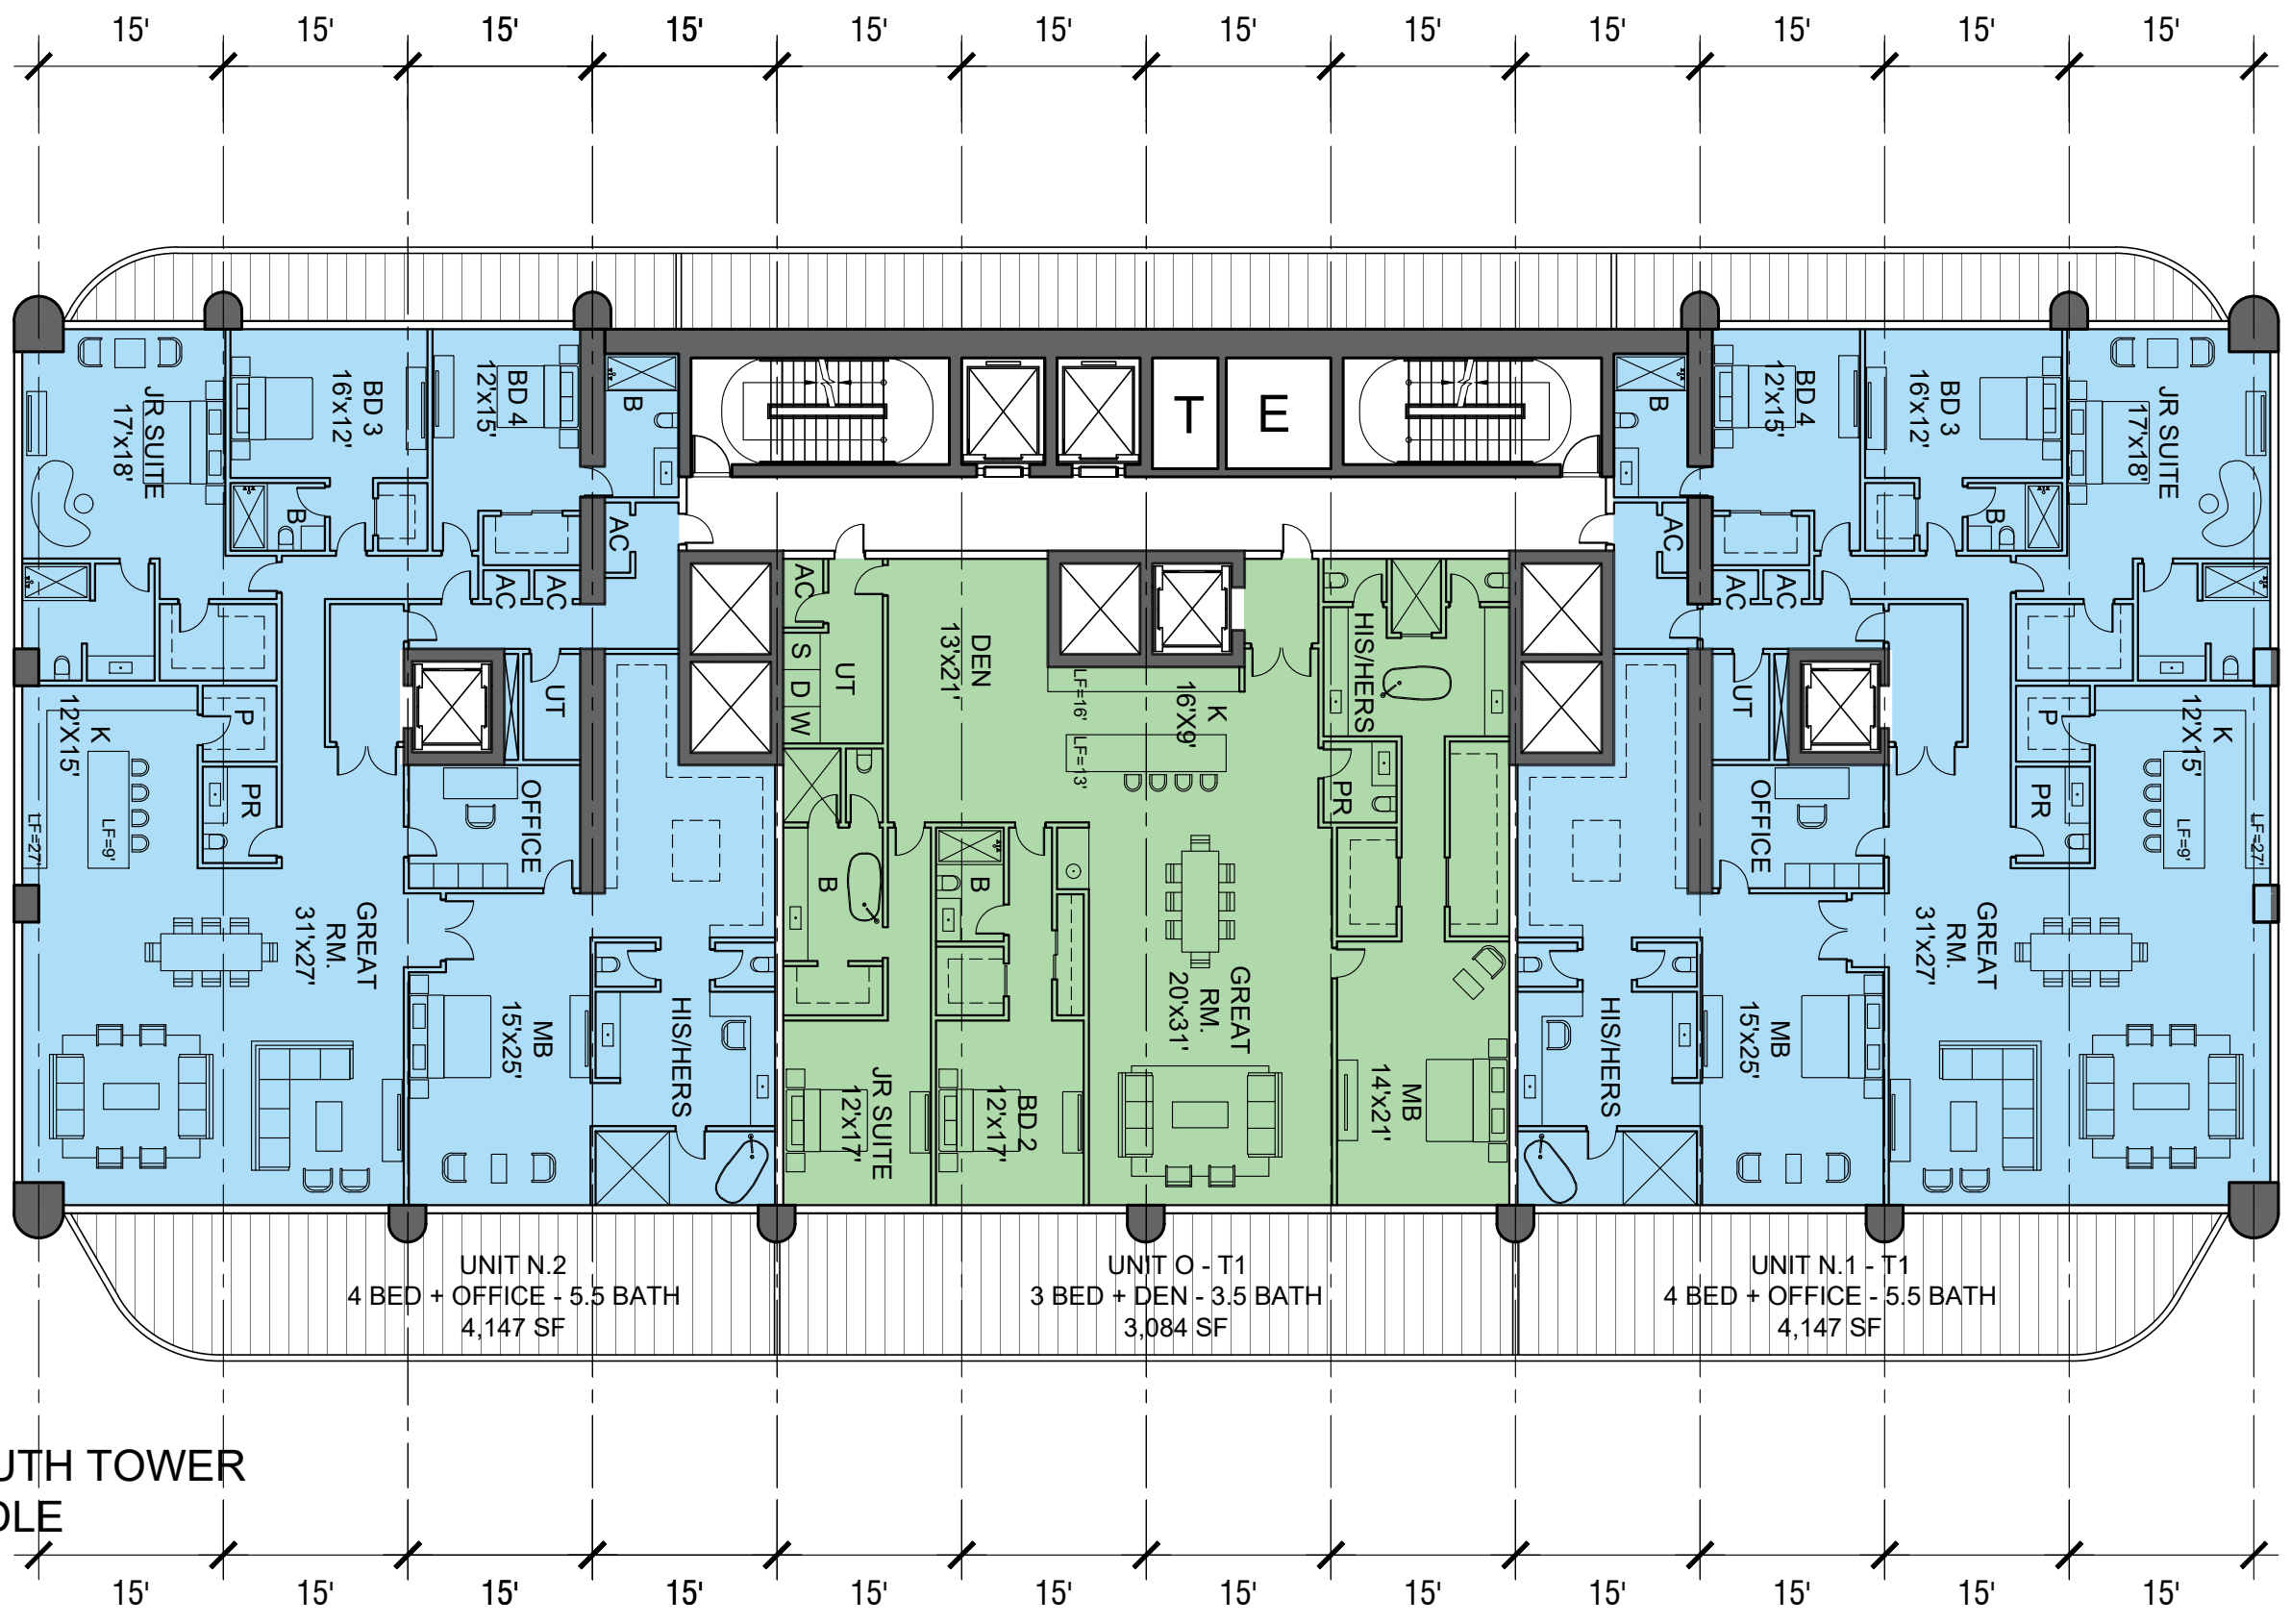 15' 15' 15' 15' 15' 15' 15' 15' 15' 15' 15' 15'
JR SUITE
17'x18'
BD 3
16'x12'
BD 4
12'x15'
B
B
AC
AC
AC
UT
P
K
12'X15'
PR
LF=27'
LF=9'
OFFICE
GREAT
RM.
31'x27'
MB
15'x25'
HIS/HERS
T
E
AC
S
D
W
UT
DEN
13'x21'
LF=16'
K
16'X9'
LF=13'
HIS/HERS
PR
B
B
GREAT
RM.
20'x31'
JR SUITE
12'x17'
BD 2
12'x17'
MB
14'x21'
B
BD 4
12'x15'
BD 3
16'x12'
JR SUITE
17'x18'
B
AC
AC
AC
UT
P
K
12'X15'
PR
LF=9'
LF=27'
OFFICE
GREAT
RM.
31'x27'
MB
15'x25'
HIS/HERS
UNIT N.2
4 BED + OFFICE - 5.5 BATH
4,147 SF
UNIT O - T1
3 BED + DEN - 3.5 BATH
3,084 SF
UNIT N.1 - T1
4 BED + OFFICE - 5.5 BATH
4,147 SF
UTH TOWER
DLE
15' 15' 15' 15' 15' 15' 15' 15' 15' 15' 15' 15'